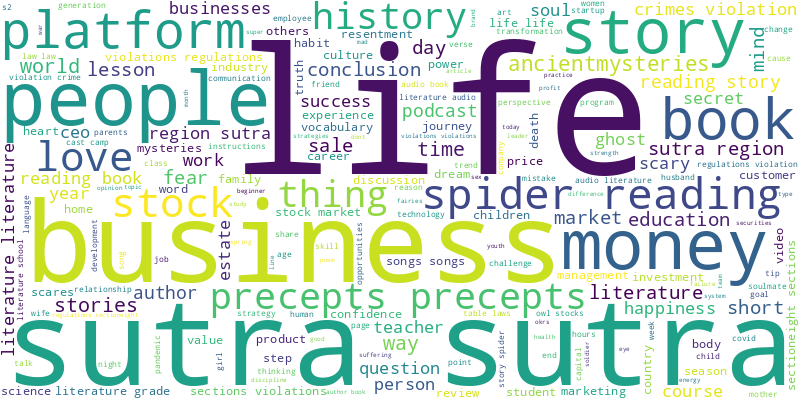 s2
generation
businesses
super
employee
history
brand
art
women
startup
soul
crimes violation
platform
law law
war
others
resentment
life life
transformation
change
story
mind
cause
violations regulations
habit
mad
verse
day
world
industry
culture
power
ancientmysteries
lesson
truth
conclusion
article
practice
violation crime
communication
friend
audio book
perspective
profit
reading story
people
life
month
success
literature audio
program
secret
experience
podcast
death
book
heart
ceo
parents
vocabulary
journey
today
ghost
region sutra
strategies
violations violations
leader
strength
cast camp
instructions
sale
time
sutra region
love
mysteries
career
trend
company
price
scary
regulations violation
class
work
dream
sex
mistake
audio literature
husband
customer
reading book
opinion
topic
fear
family
discussion
reason
spider reading
difference
type
year
word
beginner
thing
fairies
technology
children
market
education
securities
home
stock
study
stock market
youth
literature literature
language
literature school
development
song
job
estate
business
share
age
line
skill
opportunities
songs songs
challenge
money
management
investment
failure
team
video
tip
scares
relationship
author
precepts precepts
literature
system
happiness
soulmate
goal
short
sectioneight sections
stories
wife
strategy
human
confidence
table laws
owl stocks
page
good
teacher
okrs
hours
week
body
child
covid
talk
pandemic
value
girl
product
step
thinking
question
way
suffering
point
health
end
capital
soldier
eye
country
season
energy
night
discipline
person
story spider
sutra sutra
science
literature grade
sections violations
author book
review
student
marketing
course
mother